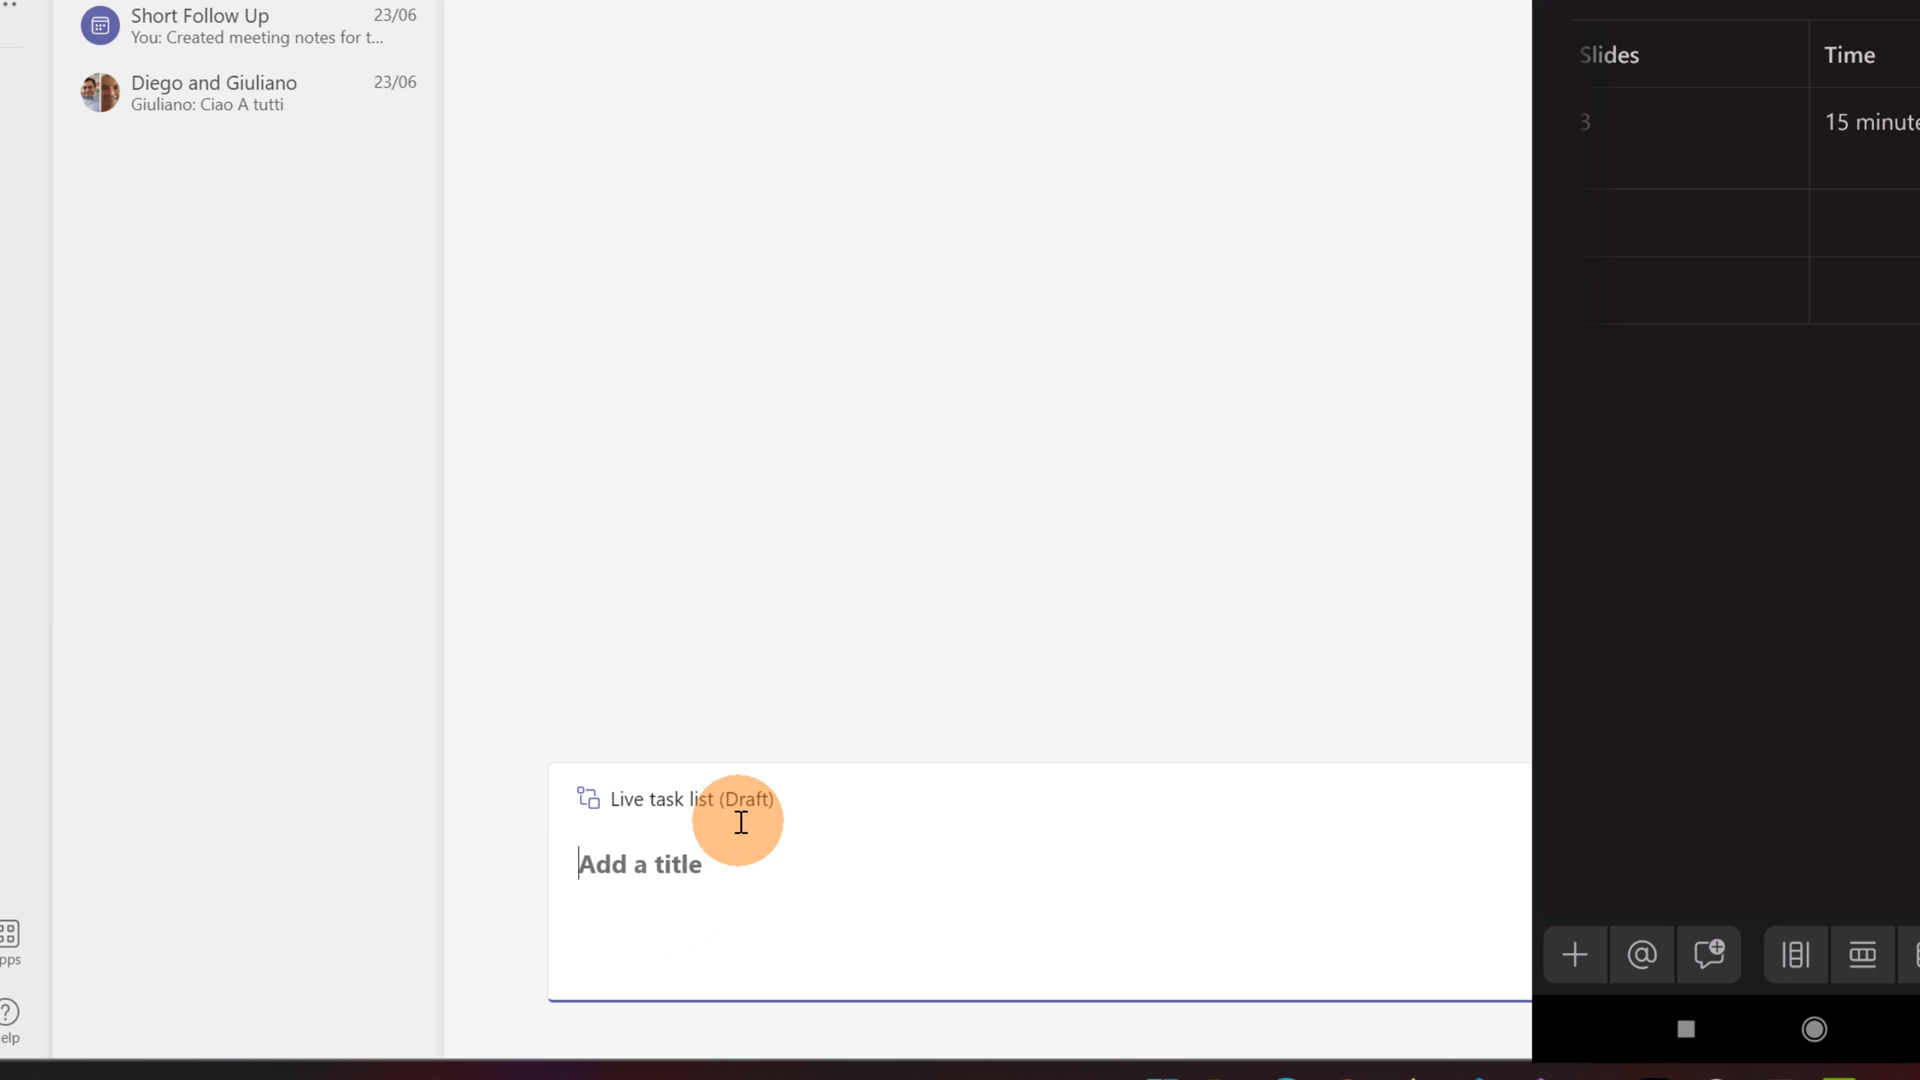 Short Follow Up 23/06
You: Created meeting notes for t...
Diego and Giuliano 23/06
Giuliano: Ciao A tutti
Slides Time
3 15 minute
Live task list (Draft)
Add a title
pps
elp